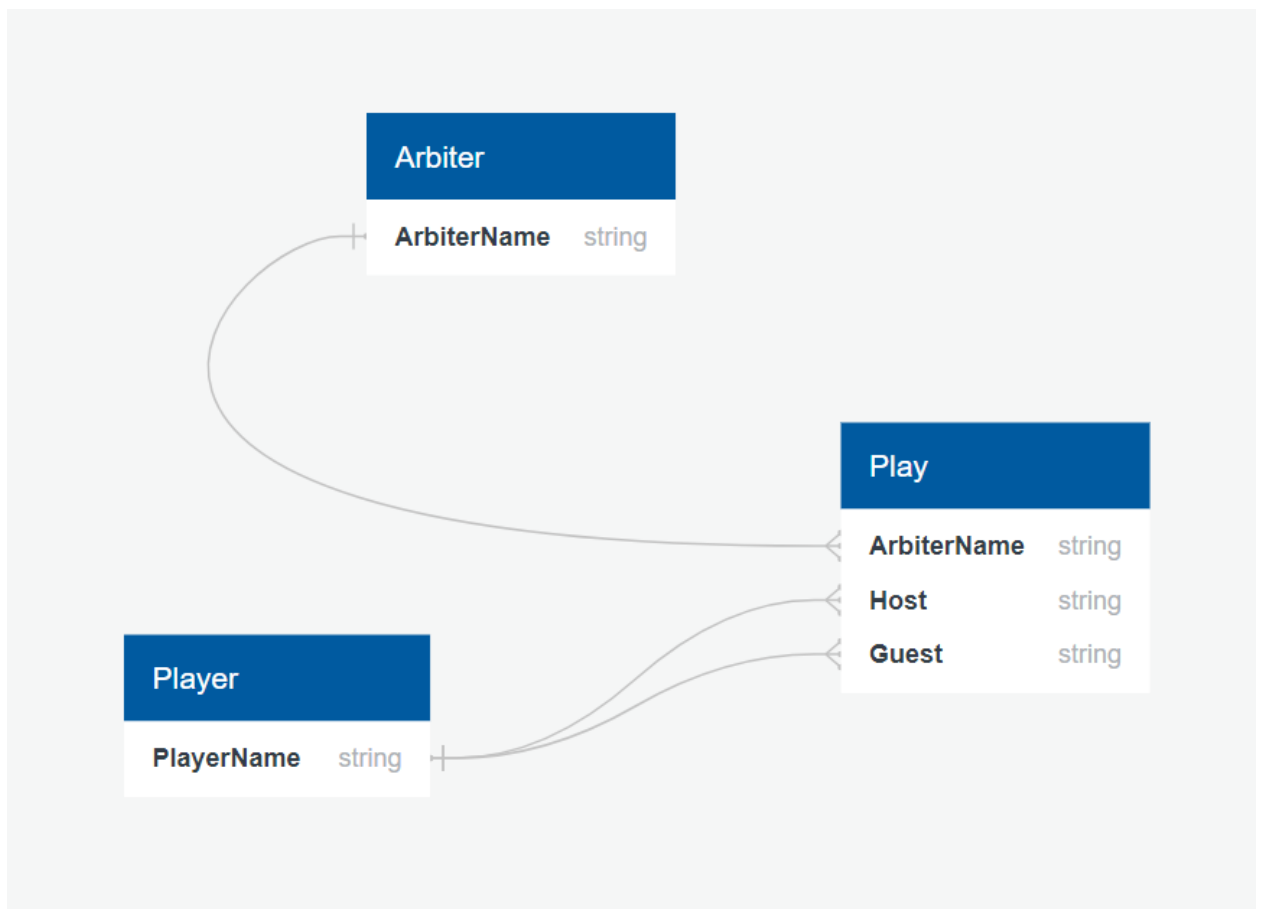 Arbiter
ArbiterName string
Play
ArbiterName string
Host string
Guest string
Player
PlayerName string